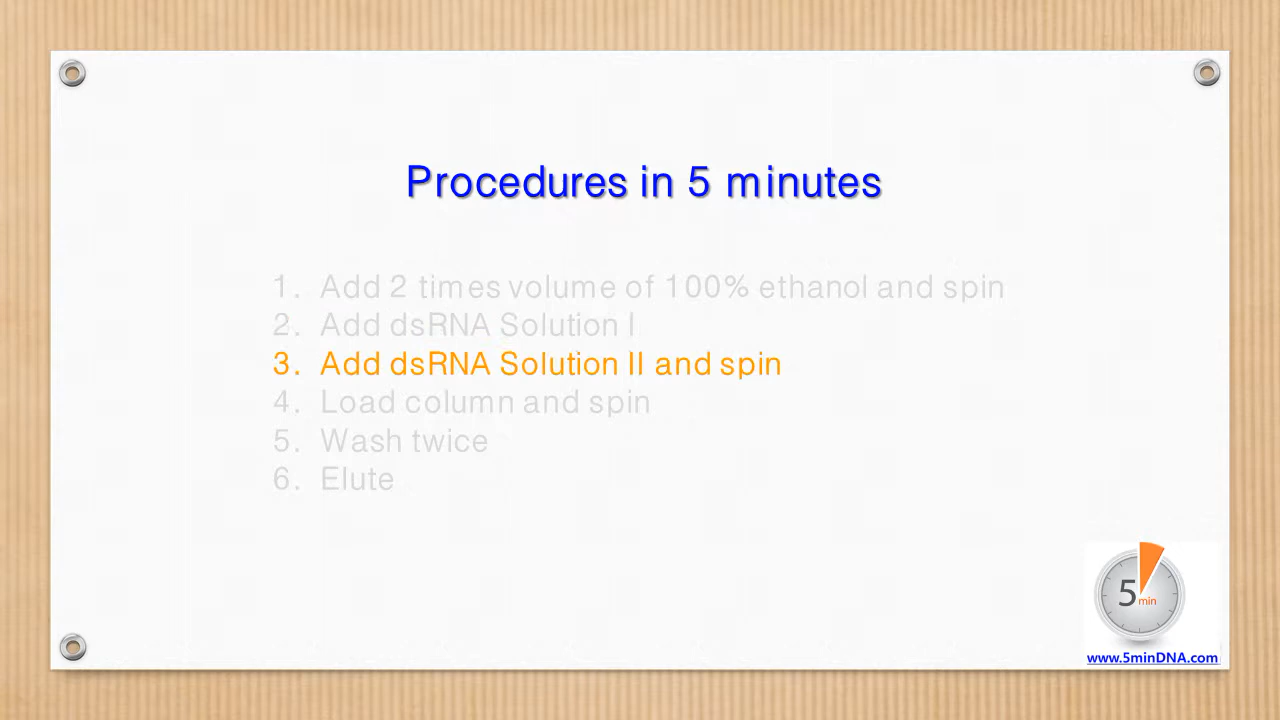 Procedures in 5 minutes
1. Add 2 times volume of 100% ethanol and spin
2. Add dsRNA Solution I
3. Add dsRNA Solution II and spin
4. Load column and spin
5. Wash twice
6. Elute
5 min
www.5minDNA.com